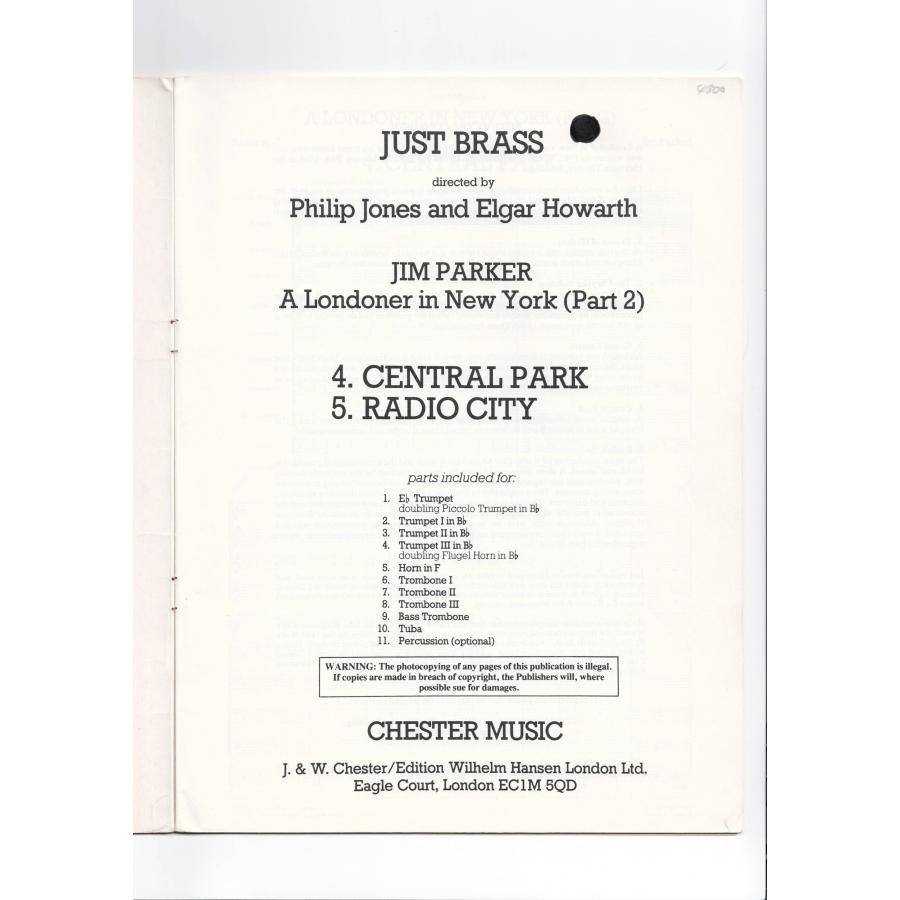 JUST BRASS
directed by
Philip Jones and Elgar Howarth
JIM PARKER
A Londoner in New York (Part 2)
4. CENTRAL PARK
5. RADIO CITY
parts included for:
1. E♭ Trumpet
doubling Piccolo Trumpet in B♭
2. Trumpet I in B♭
3. Trumpet II in B♭
4. Trumpet III in B♭
doubling Flugel Horn in B♭
5. Horn in F
6. Trombone I
7. Trombone II
8. Trombone III
9. Bass Trombone
10. Tuba
11. Percussion (optional)
WARNING: The photocopying of any pages of this publication is illegal.
If copies are made in breach of copyright, the Publishers will, where
possible sue for damages.
CHESTER MUSIC
J. & W. Chester/Edition Wilhelm Hansen London Ltd.
Eagle Court, London EC1M 5QD